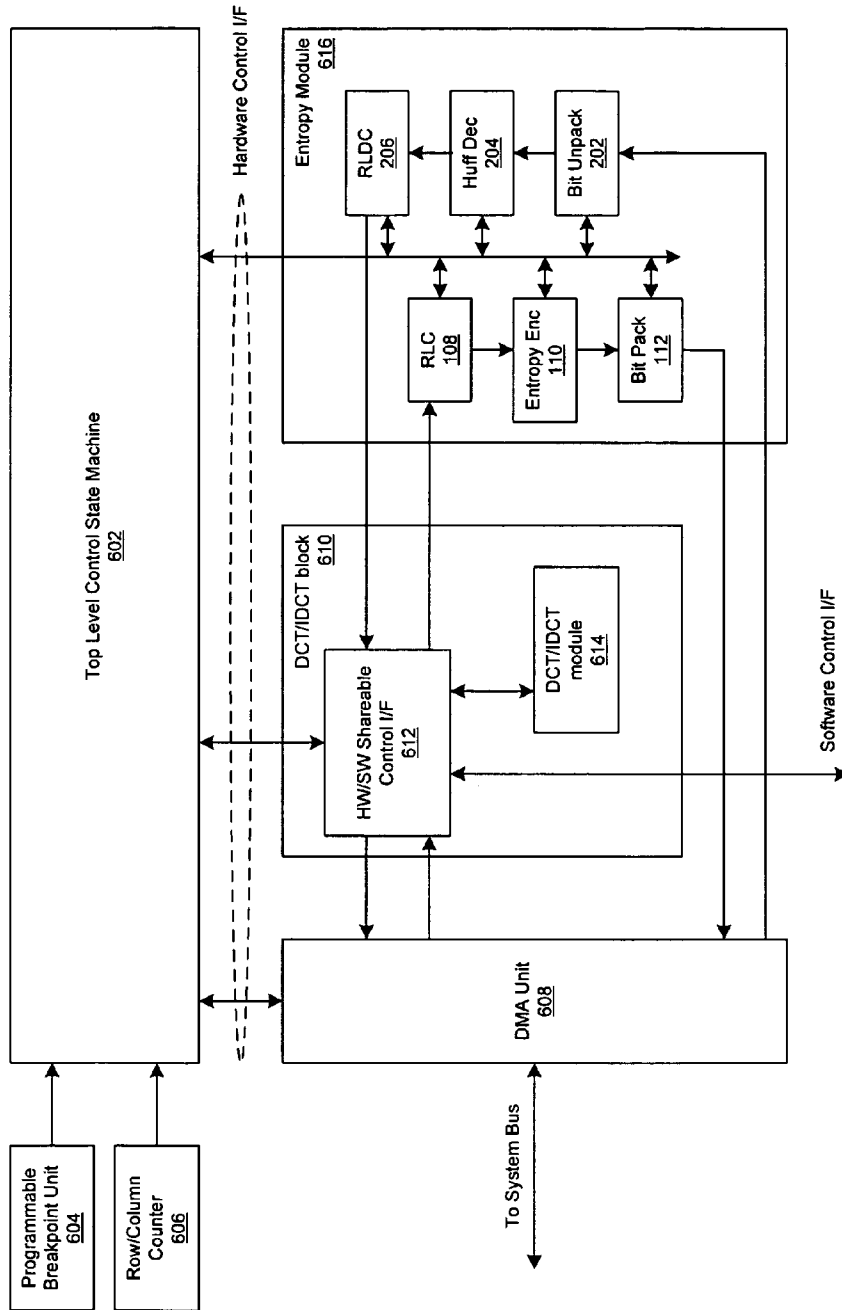 Programmable
Breakpoint Unit
604
Row/Column
Counter
606
Top Level Control State Machine
602
Hardware Control I/F
To System Bus
DMA Unit
608
DCT/IDCT block
610
HW/SW Shareable
Control I/F
612
DCT/IDCT
module
614
Software Control I/F
Entropy Module
616
RLDC
206
Huff Dec
204
Bit Unpack
202
RLC
108
Entropy Enc
110
Bit Pack
112